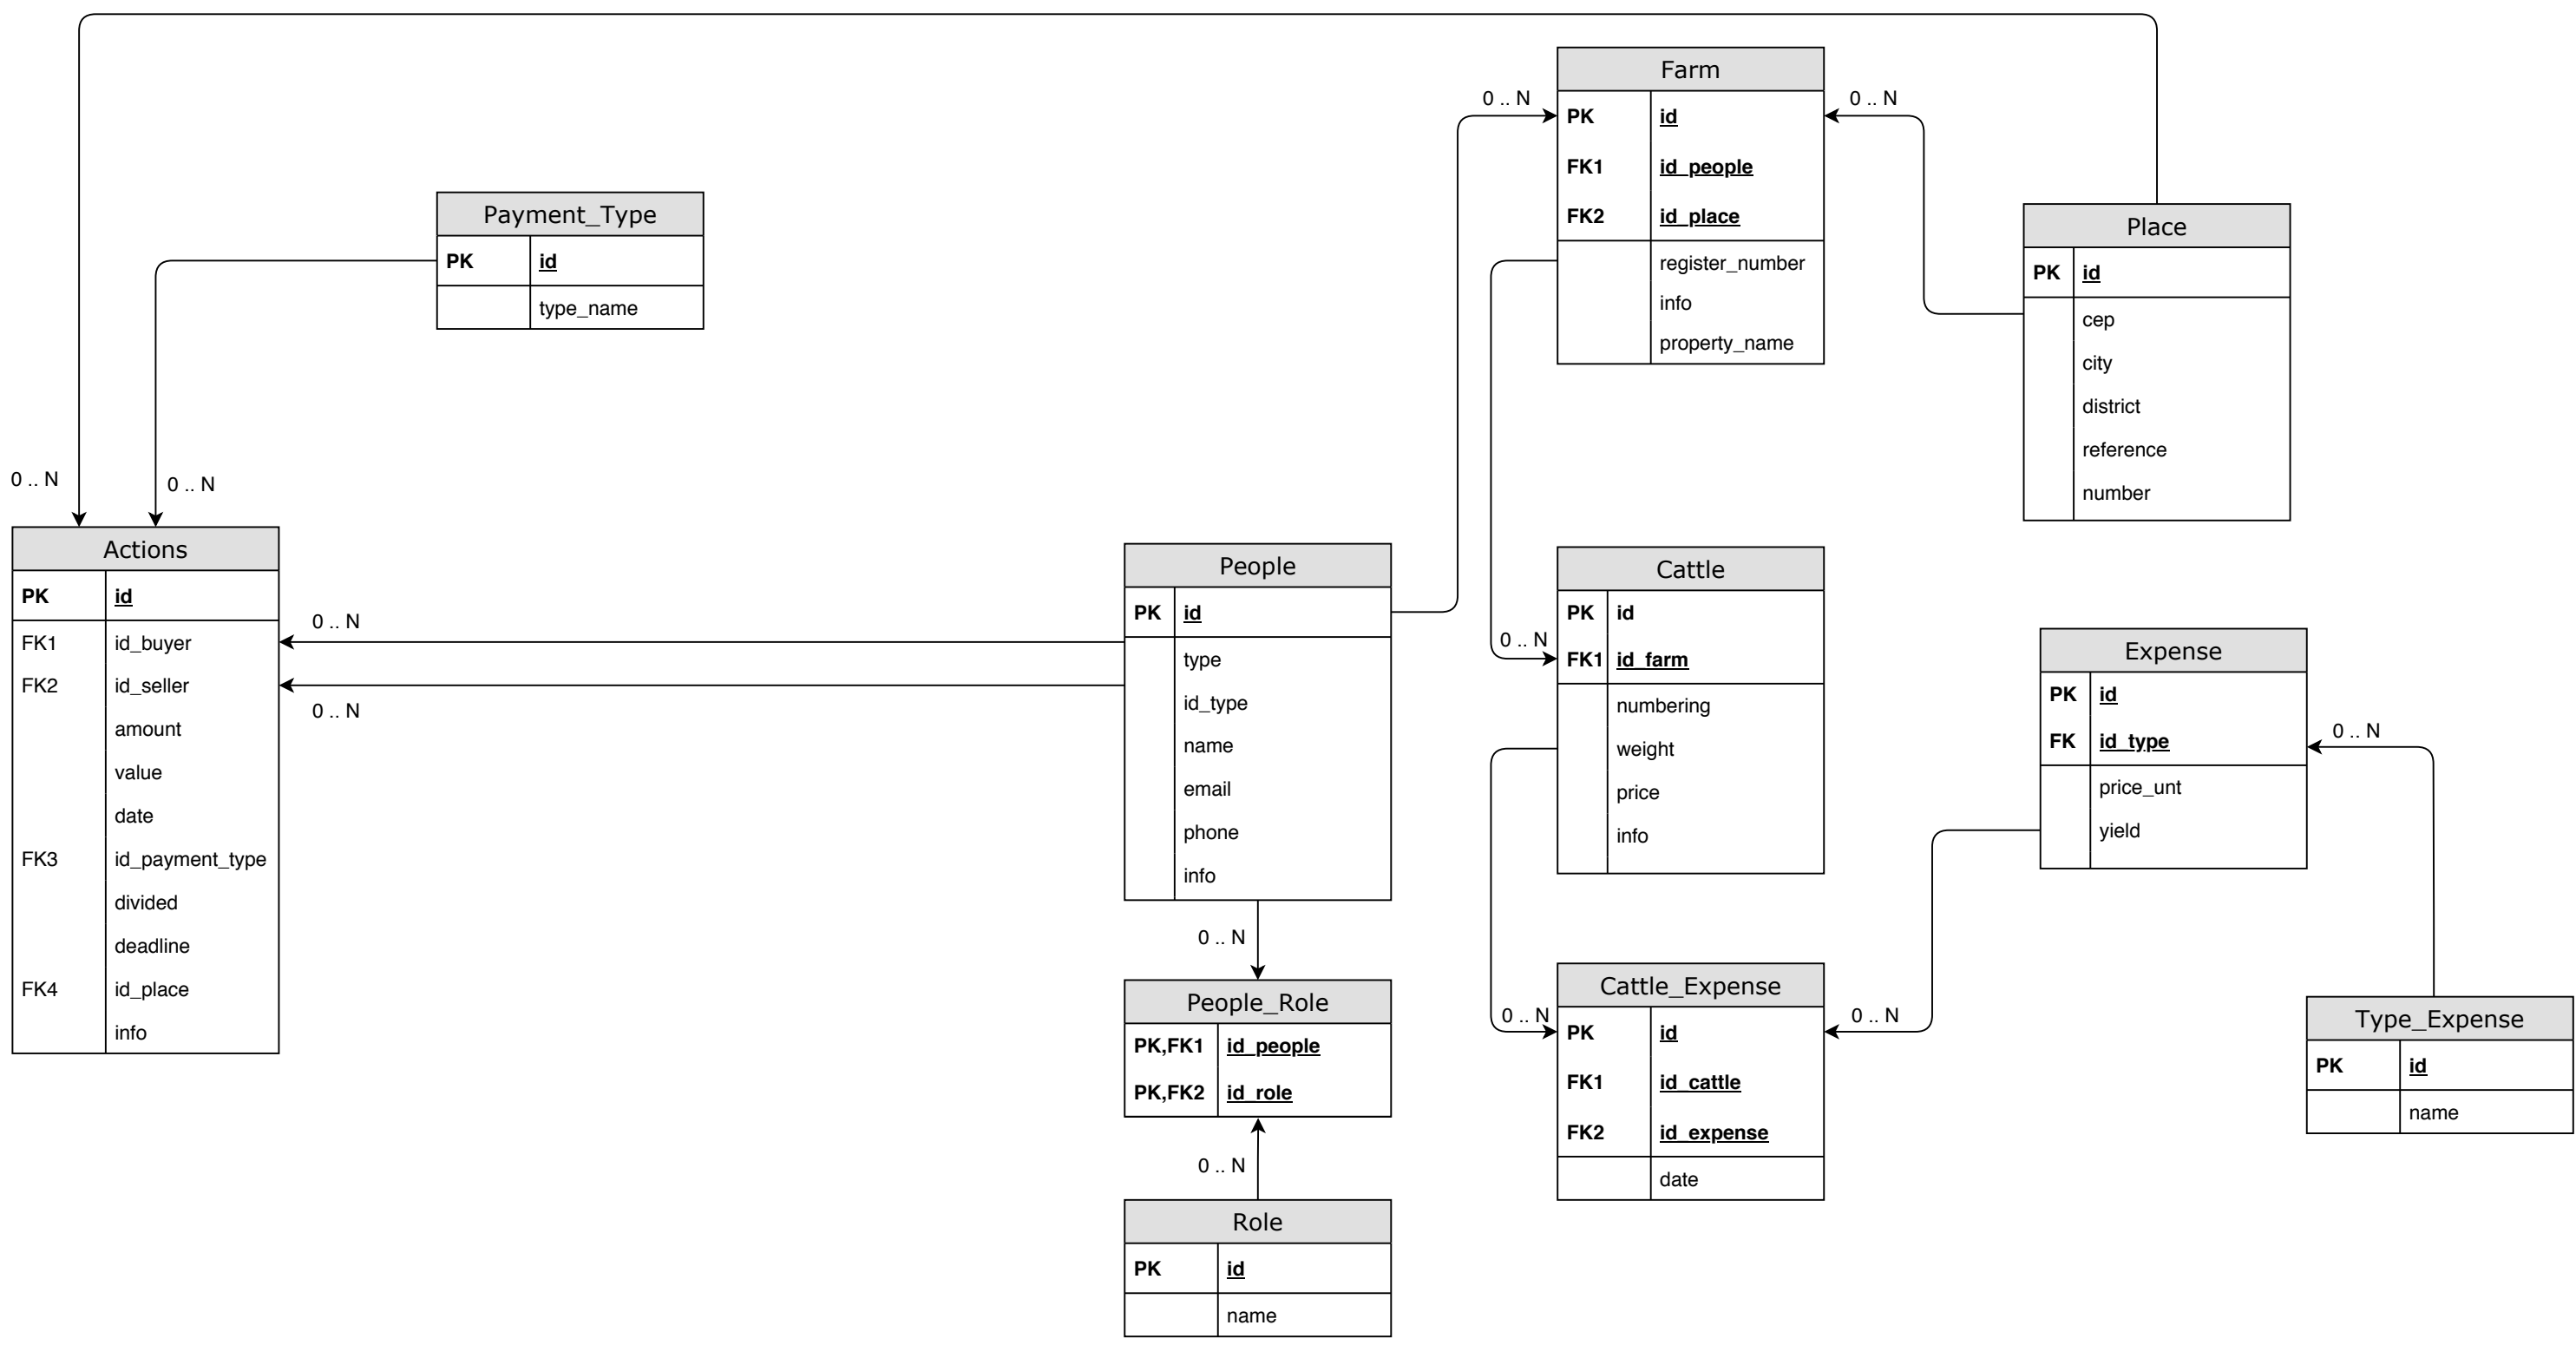 Farm
0 .. N
PK id
0 .. N
FK1 id_people
FK2 id_place
register_number
info
property_name
Payment_Type
PK id
type_name
Place
PK id
cep
city
district
reference
number
0 .. N
0 .. N
Actions
PK id
FK1 id_buyer
FK2 id_seller
amount
value
date
FK3 id_payment_type
divided
deadline
FK4 id_place
info
0 .. N
0 .. N
People
PK id
type
id_type
name
email
phone
info
0 .. N
People_Role
PK,FK1 id_people
PK,FK2 id_role
0 .. N
Role
PK id
name
Cattle
PK id
0 .. N
FK1 id_farm
numbering
weight
price
info
Cattle_Expense
0 .. N
PK id
0 .. N
FK1 id_cattle
FK2 id_expense
date
Expense
PK id
FK id_type
0 .. N
price_unt
yield
Type_Expense
PK id
name